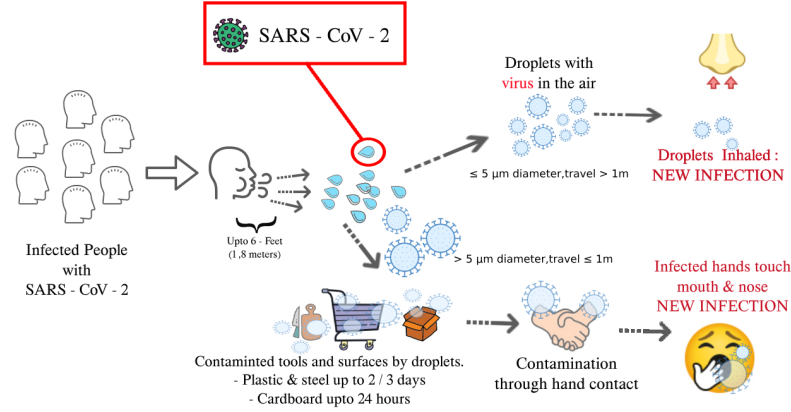 SARS - CoV - 2
Droplets with
virus in the air
≤ 5 µm diameter,travel > 1m
Droplets Inhaled :
NEW INFECTION
Infected People
with
SARS - CoV - 2
Upto 6 - Feet
(1,8 meters)
> 5 µm diameter,travel ≤ 1m
Contaminted tools and surfaces by droplets.
- Plastic & steel up to 2 / 3 days
- Cardboard upto 24 hours
Contamination
through hand contact
Infected hands touch
mouth & nose
NEW INFECTION